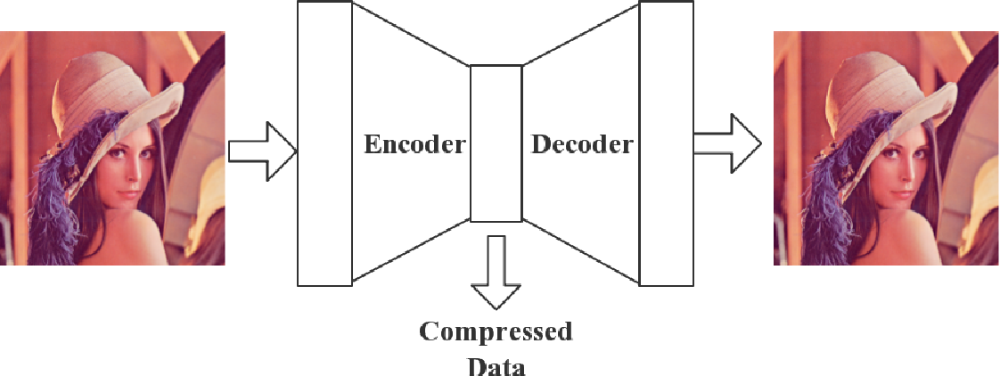 Encoder
Decoder
Compressed
Data